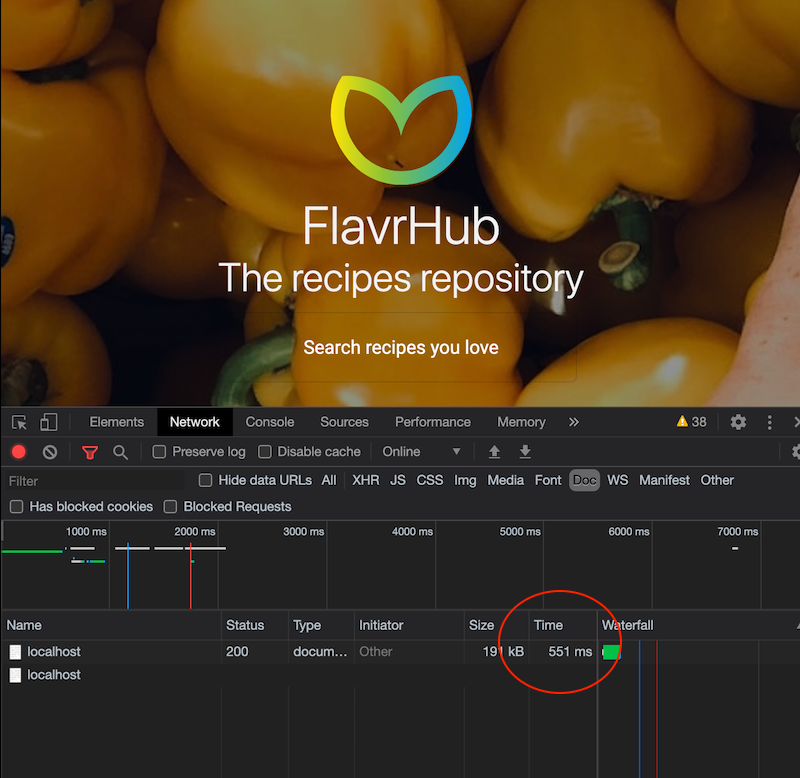 FlavrHub
The recipes repository
Search recipes you love
Elements Network Console Sources Performance Memory » 38
Preserve log Disable cache Online
Filter Hide data URLs All XHR JS CSS Img Media Font Doc WS Manifest Other
Has blocked cookies Blocked Requests
1000 ms 2000 ms 3000 ms 4000 ms 5000 ms 6000 ms 7000 ms
Name Status Type Initiator Size Time Waterfall
localhost 200 docum... Other 191 kB 551 ms
localhost